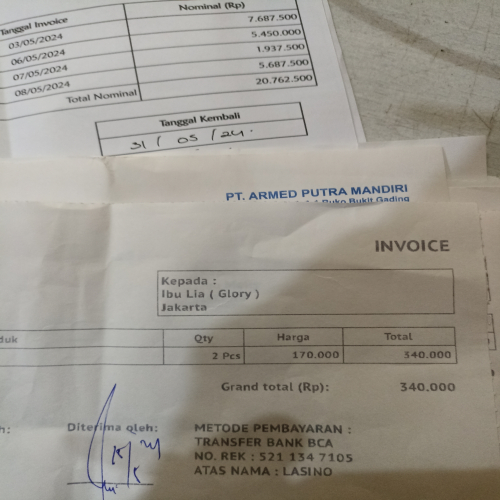 Tanggal Invoice Nominal (Rp)
03/05/2024 7.687.500
06/05/2024 5.450.000
07/05/2024 1.937.500
08/05/2024 5.687.500
Total Nominal 20.762.500
Tanggal Kembali
31 / 05 / 24.
PT. ARMED PUTRA MANDIRI
Ruko Bukit Gading
INVOICE
Kepada :
Ibu Lia ( Glory )
Jakarta
duk Qty Harga Total
2 Pcs 170.000 340.000
Grand total (Rp): 340.000
h: Diterima oleh: METODE PEMBAYARAN :
TRANSFER BANK BCA
NO. REK : 521 134 7105
ATAS NAMA : LASINO